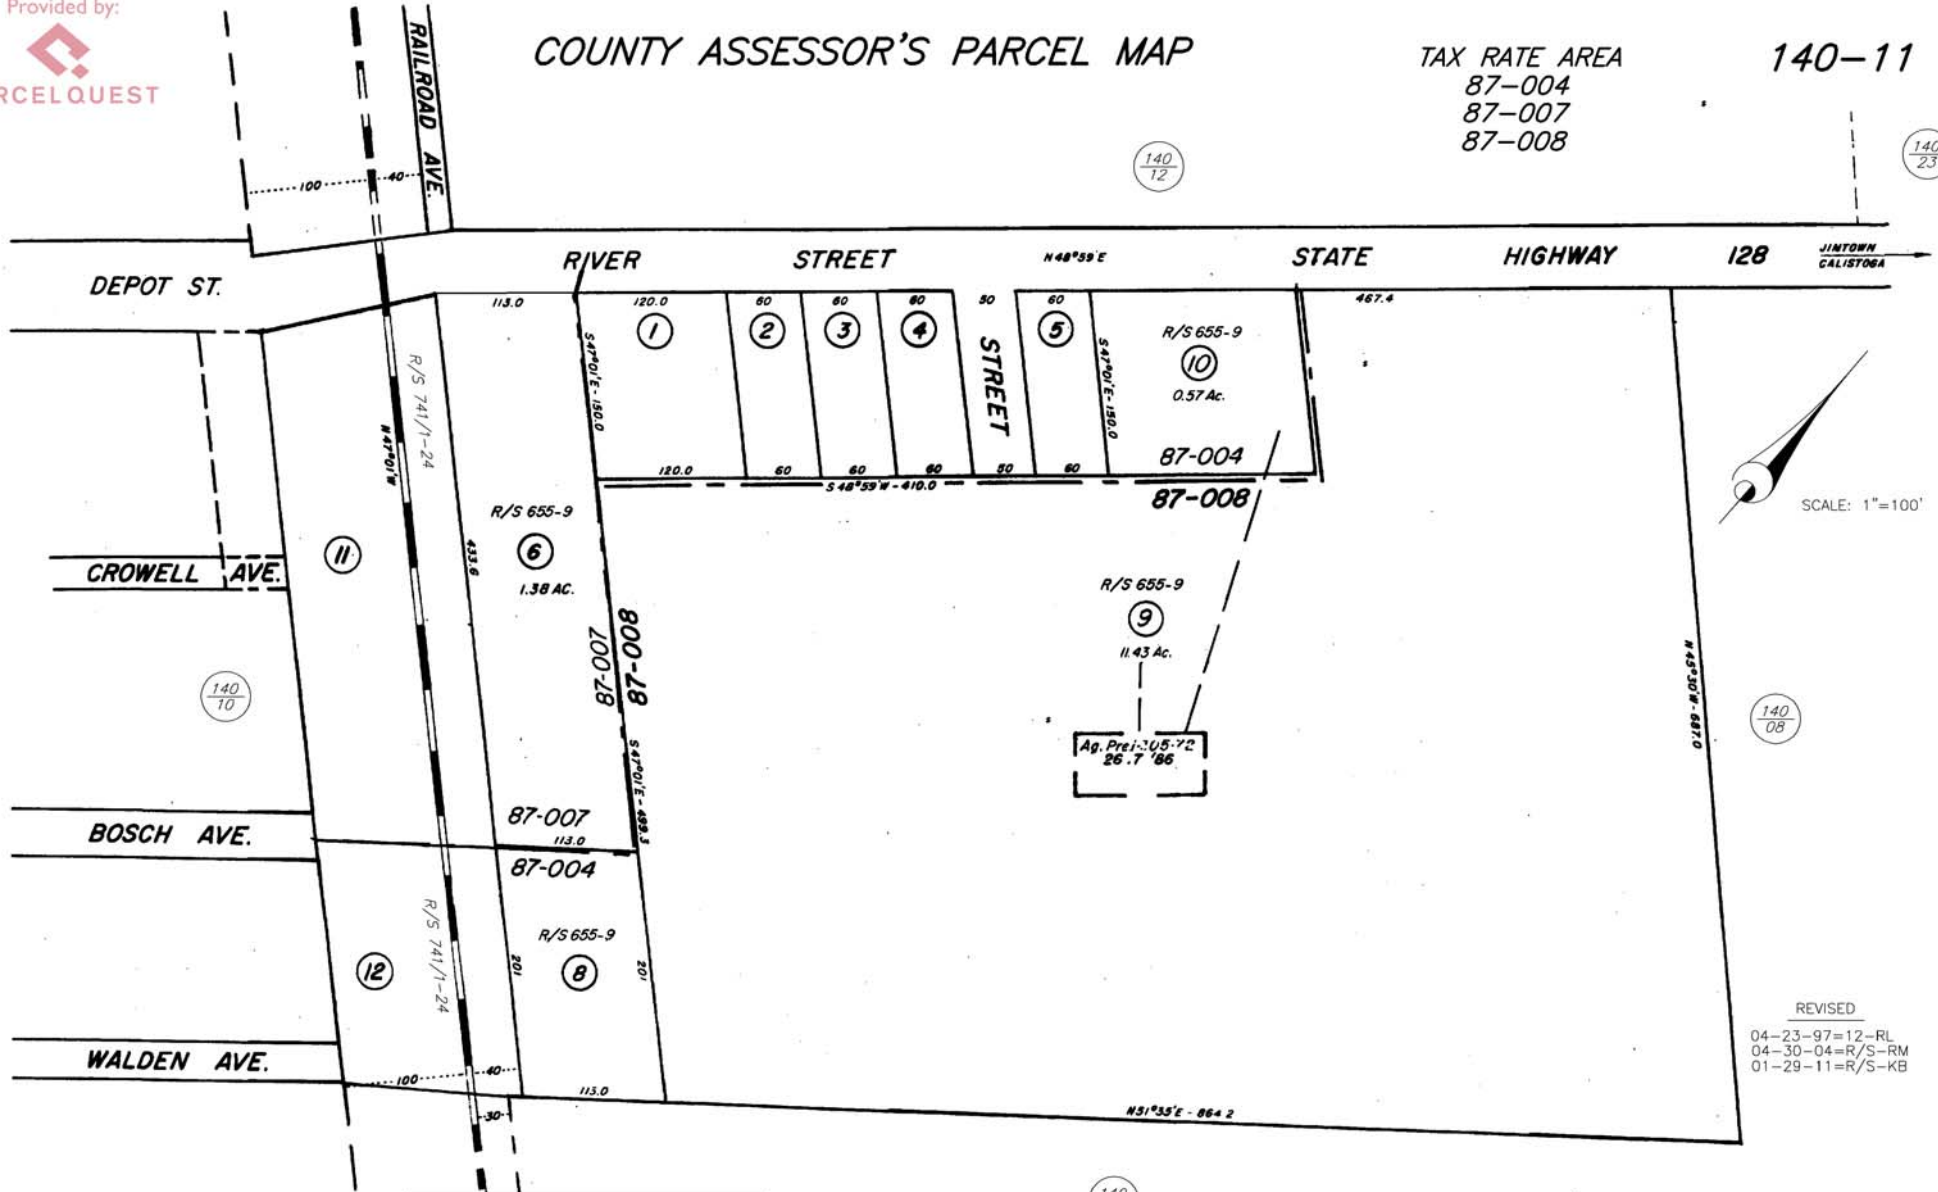 Provided by:
RCELQUEST
COUNTY ASSESSOR'S PARCEL MAP
TAX RATE AREA
87-004
87-007
87-008
140-11
RAILROAD AVE.
100
40
140
12
140
23
DEPOT ST.
RIVER STREET
N48°59'E
STATE HIGHWAY 128
JINTOWN
CALISTOGA
113.0
120.0
60
60
60
50
60
467.4
1
2
3
4
STREET
5
R/S 655-9
10
0.57 Ac.
S47°01'E-150.0
S47°01'E-150.0
87-004
120.0
60
60
60
50
60
S48°59'W-410.0
87-008
R/S 741/1-24
N47°01'W
SCALE: 1"=100'
R/S 655-9
6
1.38 AC.
433.6
11
CROWELL AVE.
R/S 655-9
9
11.43 Ac.
87-007
87-008
N45°30'W-687.0
140
10
140
08
S47°01'E-499.3
26.7 '86
87-007
113.0
BOSCH AVE.
87-004
R/S 741/1-24
R/S 655-9
12
201
8
201
WALDEN AVE.
100
40
113.0
30
N51°35'E-864.2
REVISED
04-23-97=12-RL
04-30-04=R/S-RM
01-29-11=R/S-KB
140